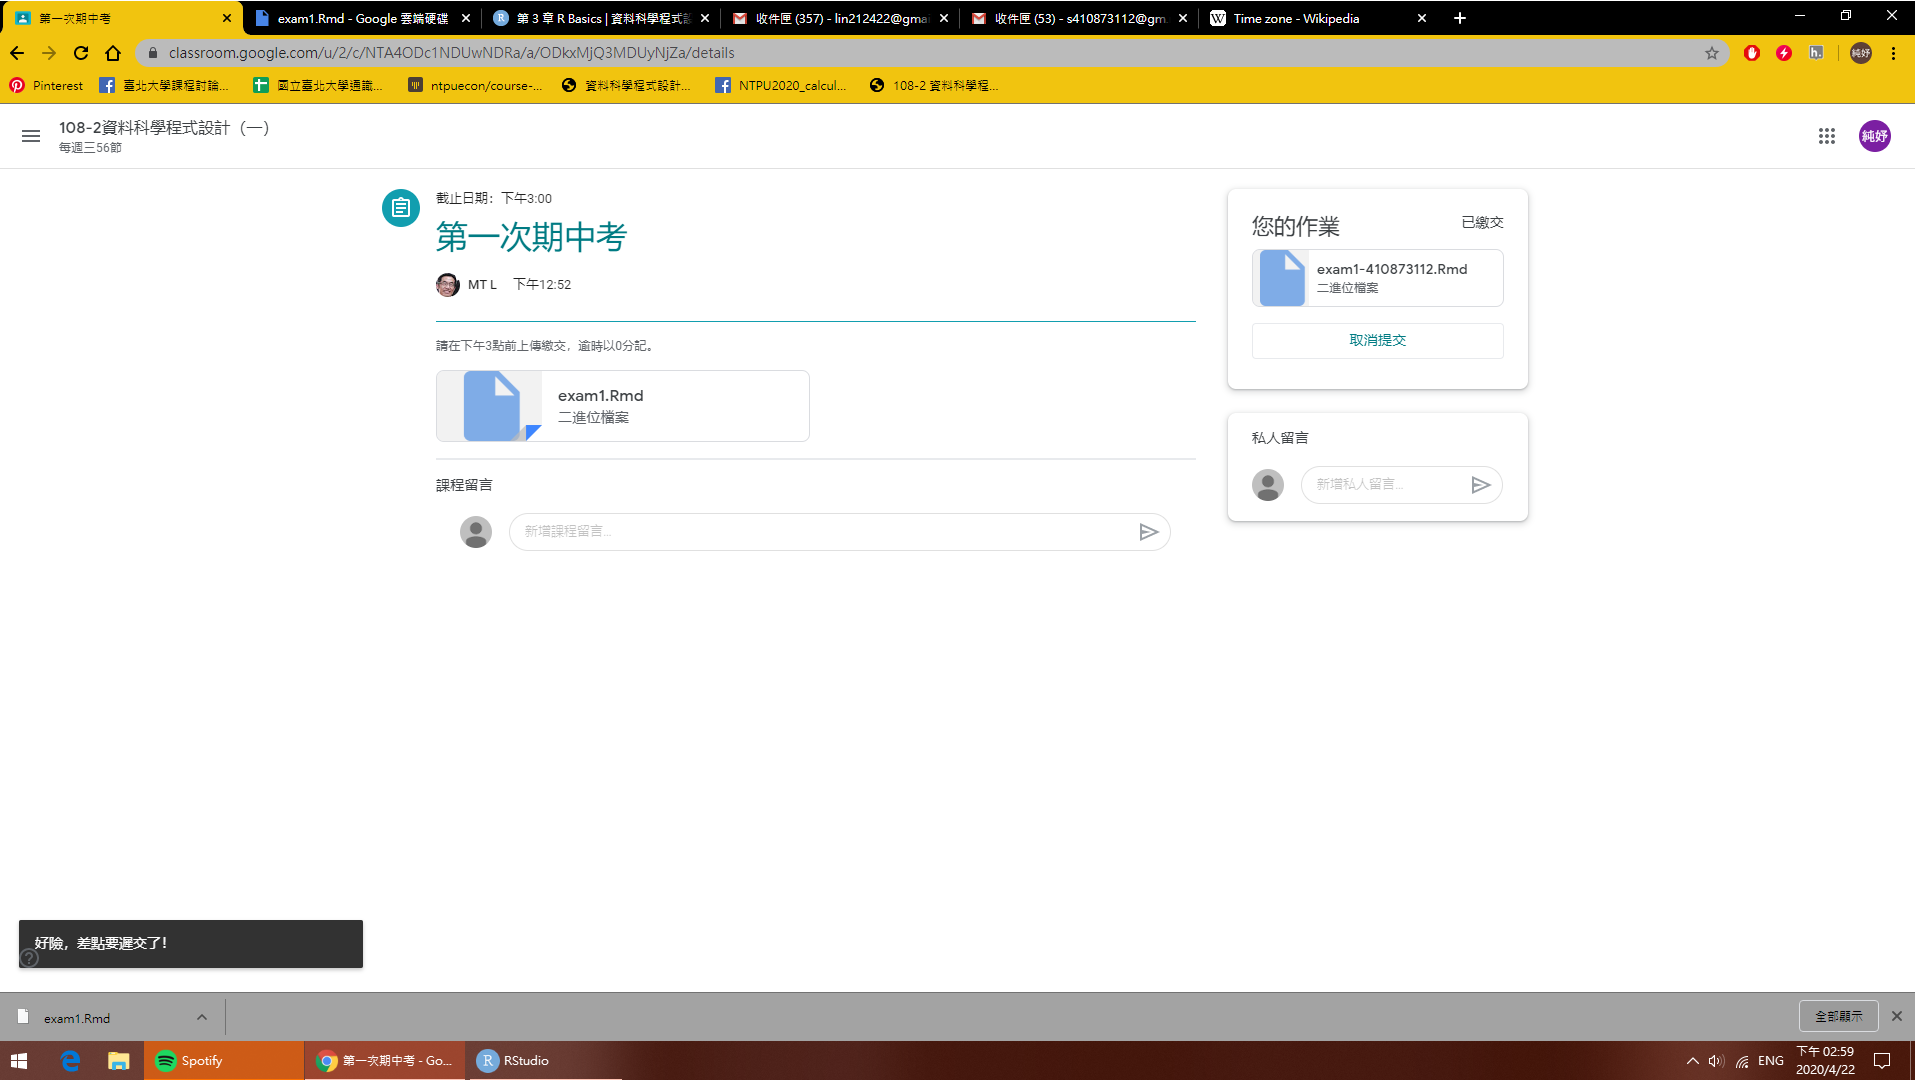 第一次期中考
exam1.Rmd - Google 雲端硬碟
第 3 章 R Basics | 資料科學程式設
收件匣 (357) - lin212422@gmai
收件匣 (53) - s410873112@gm
Time zone - Wikipedia
classroom.google.com/u/2/c/NTA4ODc1NDUwNDRa/a/ODkxMjQ3MDUyNjZa/details
Pinterest
臺北大學課程討論...
國立臺北大學通識...
ntpuecon/course-...
資料科學程式設計...
NTPU2020_calcul...
108-2 資料科學程...
108-2資料科學程式設計（一）
每週三56節
純妤
截止日期：下午3:00
第一次期中考
MT L 下午12:52
請在下午3點前上傳繳交，逾時以0分記。
exam1.Rmd
二進位檔案
課程留言
新增課程留言...
您的作業
已繳交
exam1-410873112.Rmd
二進位檔案
取消提交
私人留言
新增私人留言...
好險，差點要遲交了！
exam1.Rmd
全部顯示
Spotify
第一次期中考 - Go...
RStudio
ENG
下午 02:59
2020/4/22